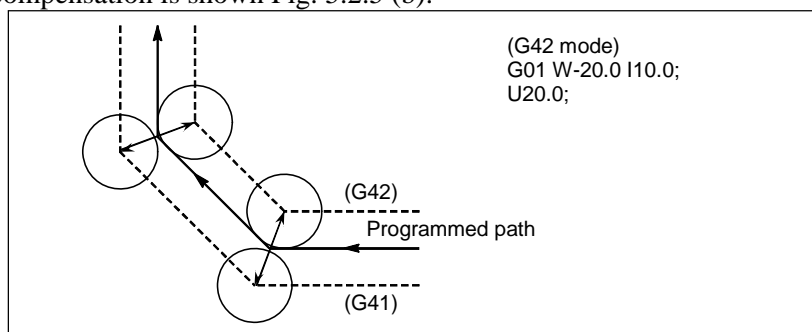 compensation is shown Fig. 5.2.5 (b).
(G42 mode)
G01 W-20.0 I10.0;
U20.0;
(G42)
Programmed path
(G41)